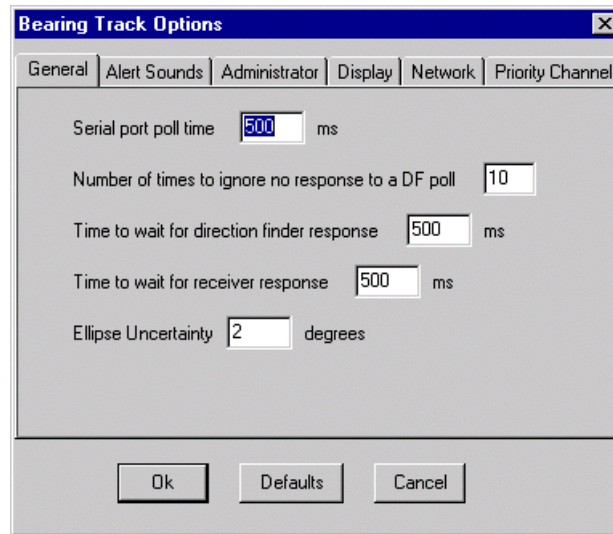 Bearing Track Options
General Alert Sounds Administrator Display Network Priority Channel
Serial port poll time 500 ms
Number of times to ignore no response to a DF poll 10
Time to wait for direction finder response 500 ms
Time to wait for receiver response 500 ms
Ellipse Uncertainty 2 degrees
Ok Defaults Cancel